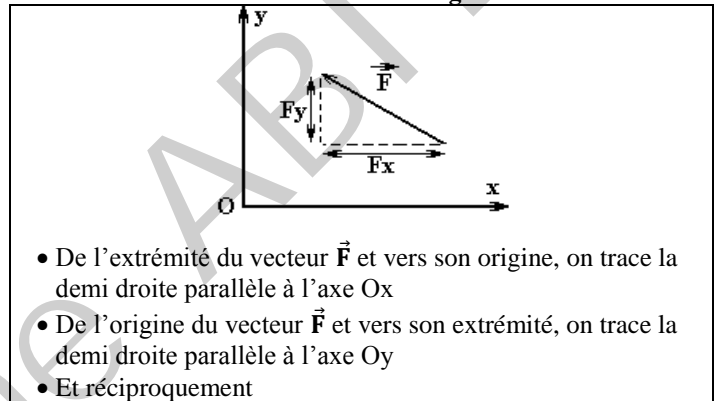 y
F
Fy
Fx
x
O
• De l’extrémité du vecteur F⃗ et vers son origine, on trace la
demi droite parallèle à l’axe Ox
• De l’origine du vecteur F⃗ et vers son extrémité, on trace la
demi droite parallèle à l’axe Oy
• Et réciproquement